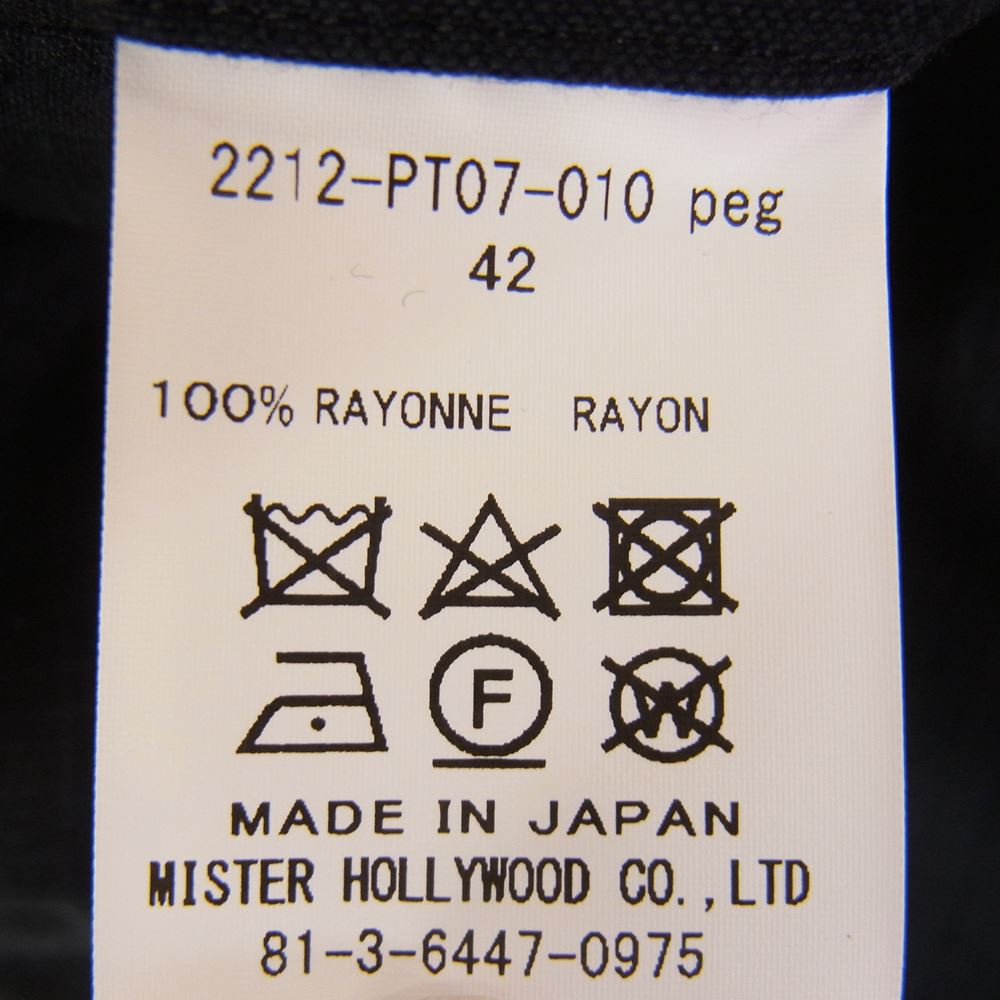 2212-PT07-010 peg
42
100% RAYONNE RAYON
F
W
MADE IN JAPAN
MISTER HOLLYWOOD CO.,LTD
81-3-6447-0975